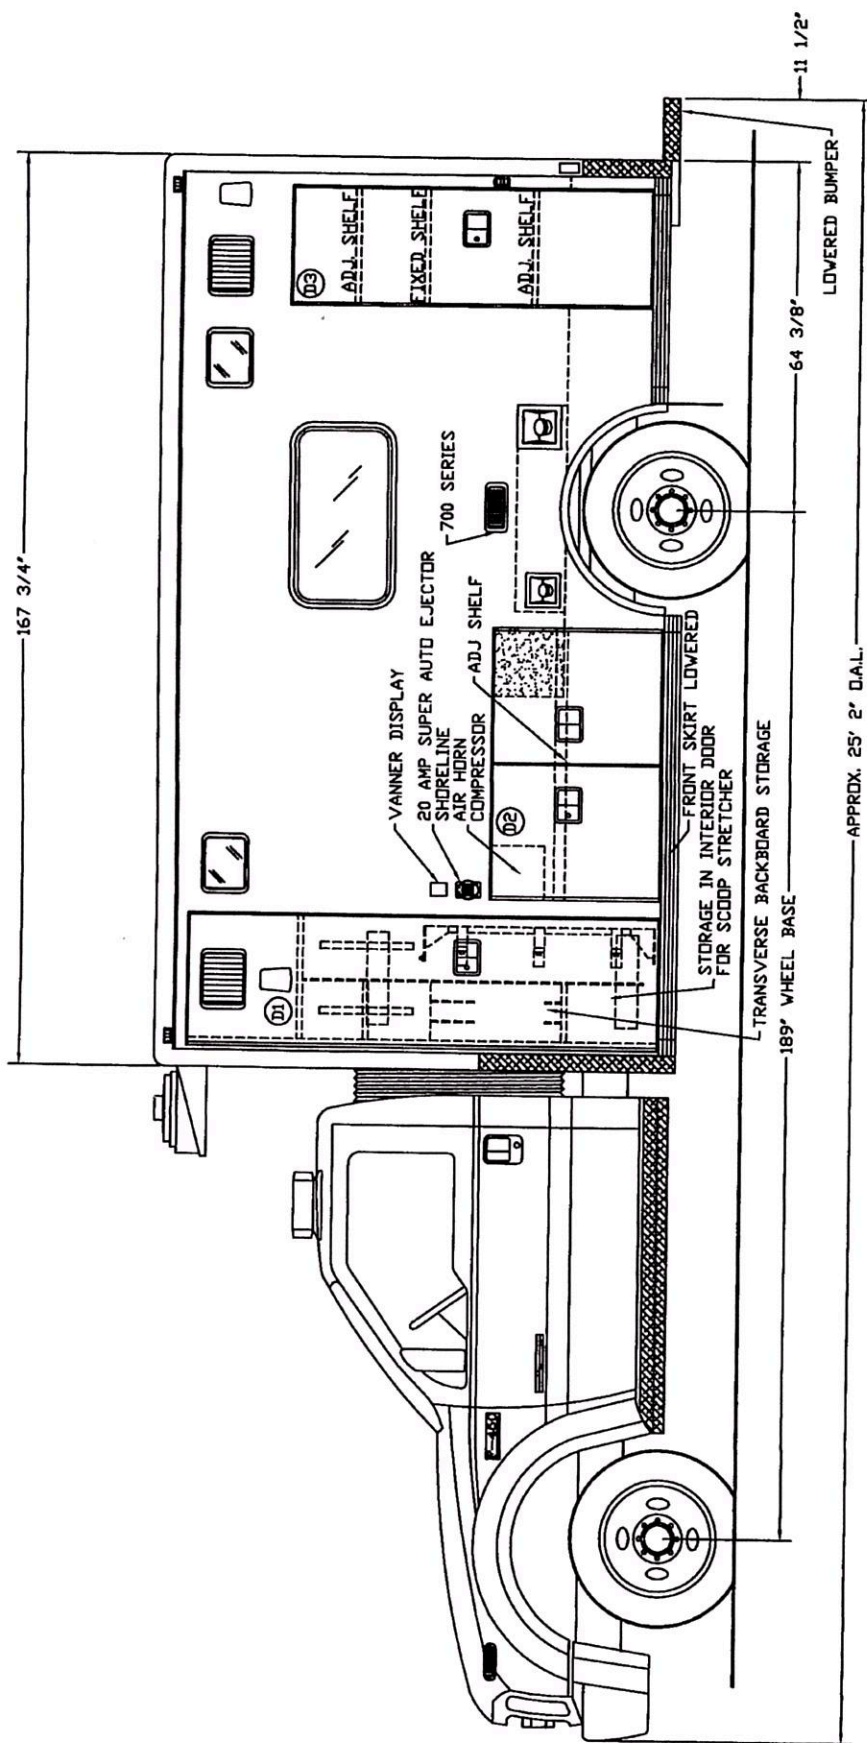 167 3/4"
D3
ADJ. SHELF
FIXED SHELF
ADJ. SHELF
700 SERIES
VANNER DISPLAY
20 AMP SUPER AUTO EJECTOR
SHORELINE
AIR HORN
COMPRESSOR
ADJ SHELF
D2
D1
F-450
FRONT SKIRT LOWERED
STORAGE IN INTERIOR DOOR
FOR SCOOP STRETCHER
TRANSVERSE BACKBOARD STORAGE
189" WHEEL BASE
64 3/8"
11 1/2"
LOWERED BUMPER
APPROX. 25' 2" O.A.L.